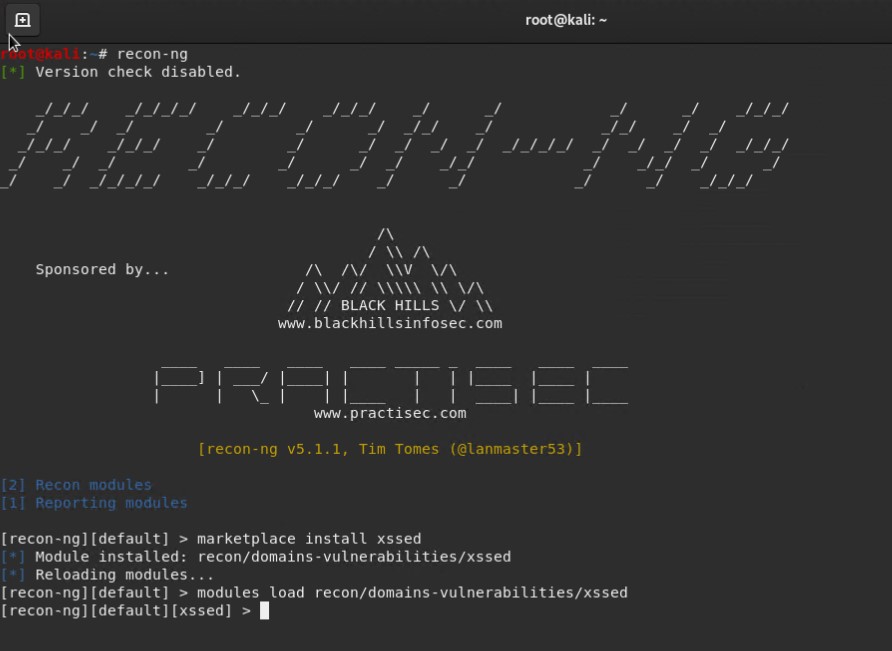 root@kali: ~
root@kali:~# recon-ng
[*] Version check disabled.
RECON-NG
Sponsored by...
BLACK HILLS
www.blackhillsinfosec.com
PRACTISEC
www.practisec.com
[recon-ng v5.1.1, Tim Tomes (@lanmaster53)]
[2] Recon modules
[1] Reporting modules
[recon-ng][default] > marketplace install xssed
[*] Module installed: recon/domains-vulnerabilities/xssed
[*] Reloading modules...
[recon-ng][default] > modules load recon/domains-vulnerabilities/xssed
[recon-ng][default][xssed] >